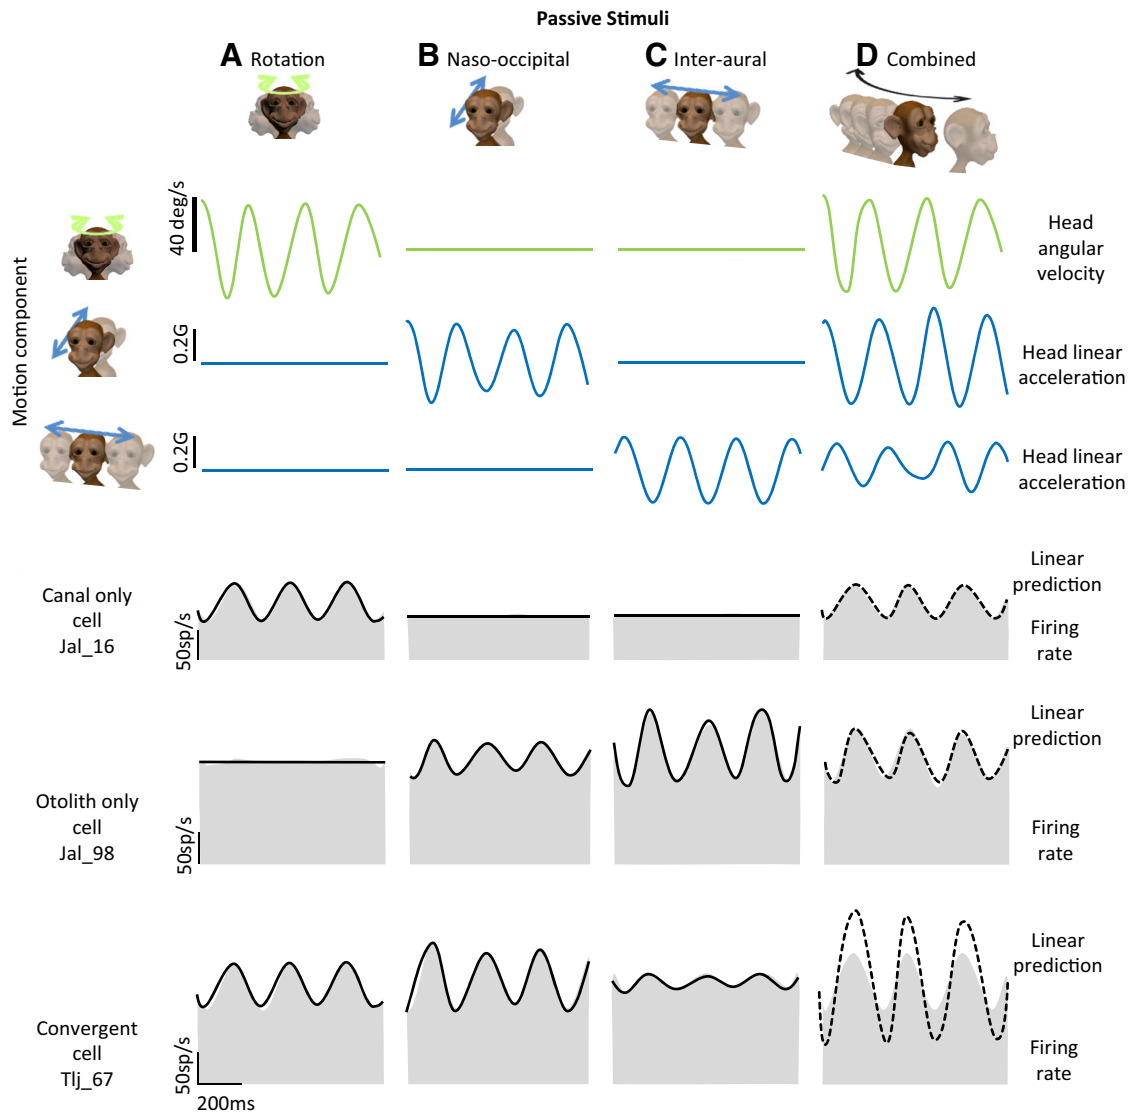 Passive Stimuli
A Rotation
B Naso-occipital
C Inter-aural
D Combined
Motion component
40 deg/s
Head
angular
velocity
0.2G
Head linear
acceleration
0.2G
Head linear
acceleration
Canal only
cell
Jal_16
50sp/s
Linear
prediction
Firing
rate
Otolith only
cell
Jal_98
50sp/s
Linear
prediction
Firing
rate
Convergent
cell
Tlj_67
50sp/s
200ms
Linear
prediction
Firing
rate